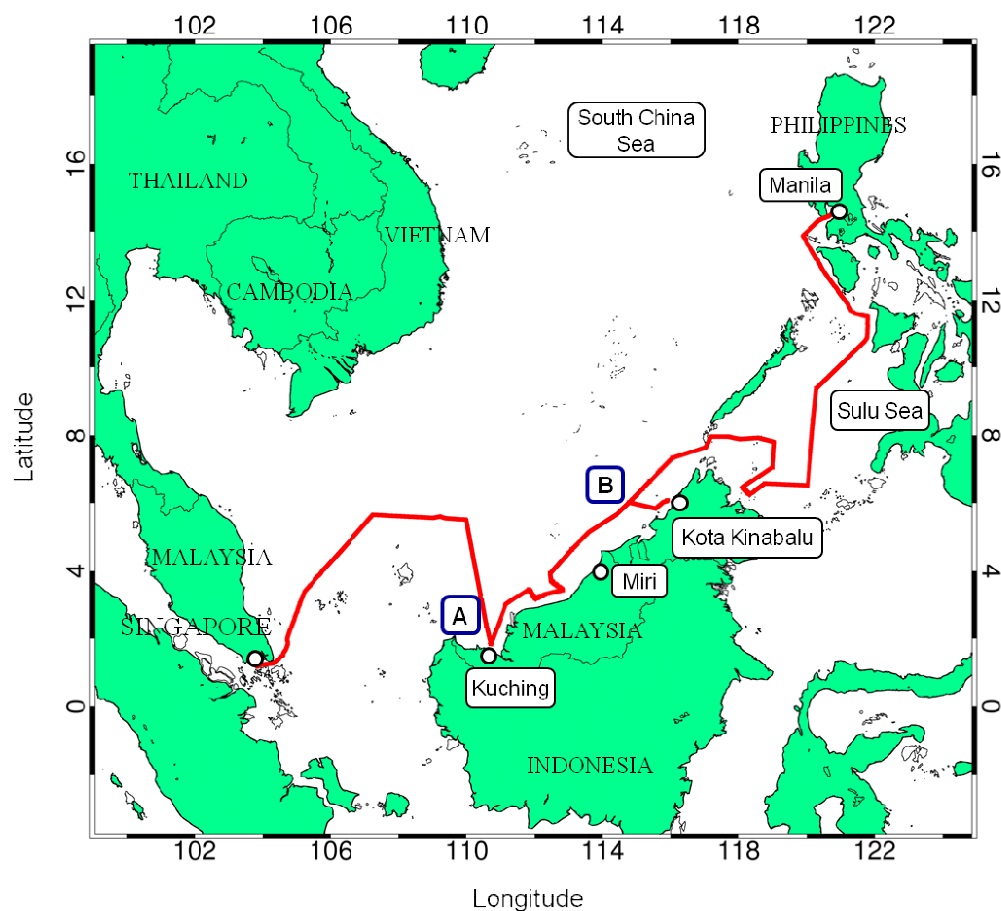 102 106 110 114 118 122
South China
Sea
PHILIPPINES
16 16
THAILAND
Manila
VIETNAM
CAMBODIA
12 12
Latitude
Sulu Sea
8 8
B
Kota Kinabalu
MALAYSIA
4 4
Miri
A
SINGAPORE
MALAYSIA
Kuching
0 0
INDONESIA
102 106 110 114 118 122
Longitude